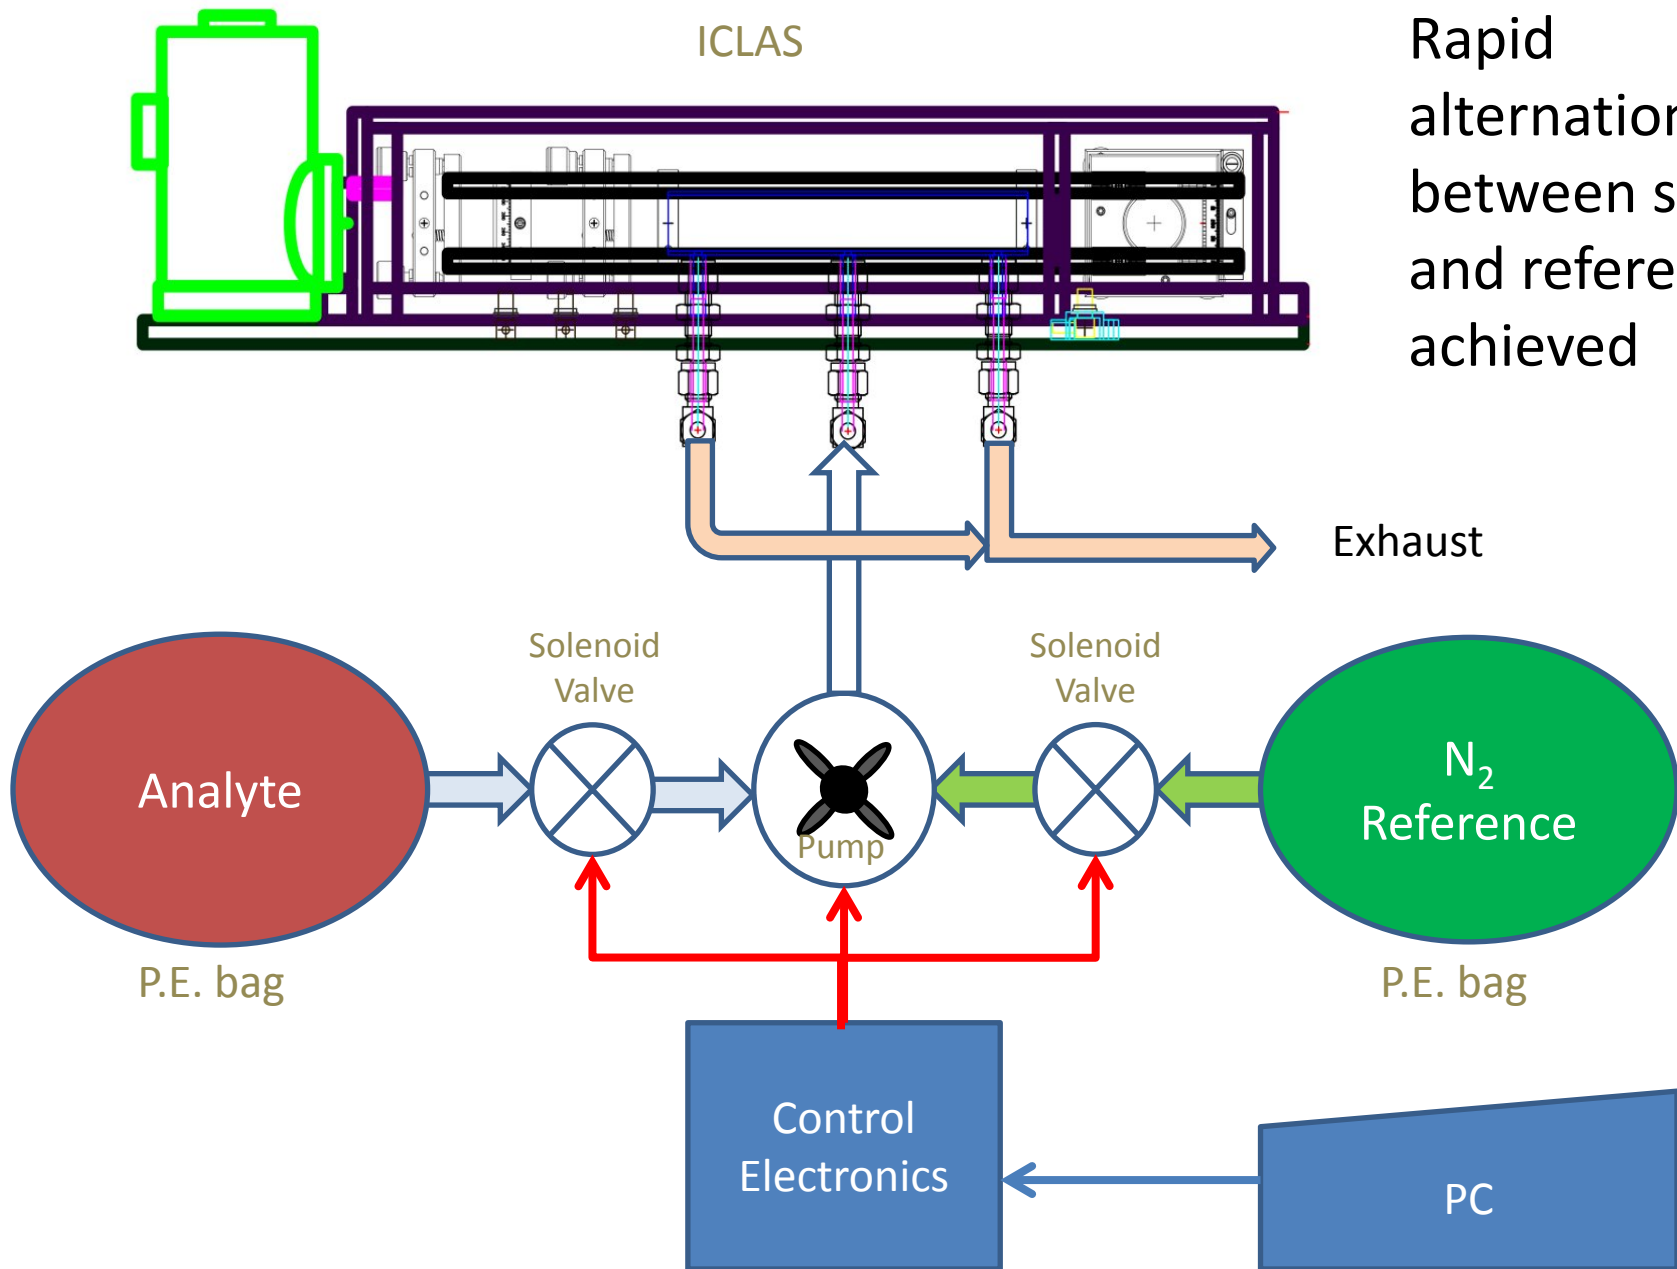 ICLAS
Rapid
alternation
between s
and refere
achieved
Exhaust
Solenoid
Valve
Solenoid
Valve
Analyte
Pump
N₂
Reference
P.E. bag
P.E. bag
Control
Electronics
PC